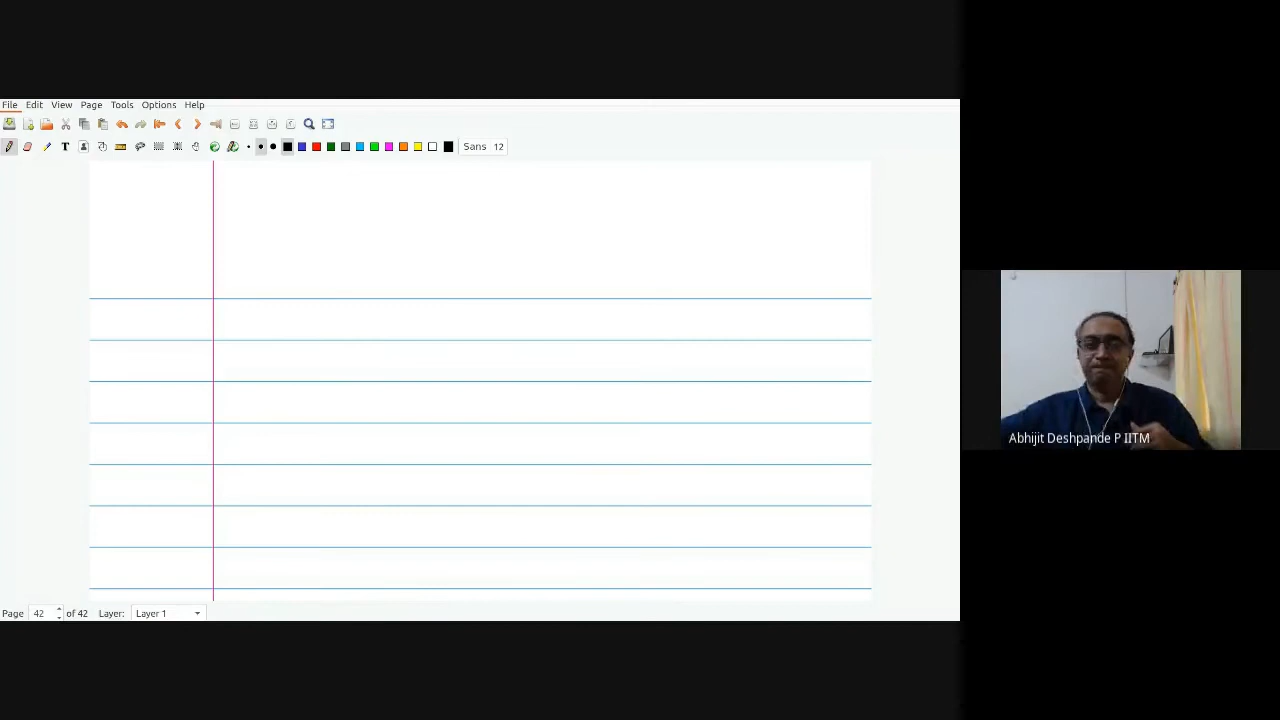 File Edit View Page Tools Options Help
T Sans 12
Abhijit Deshpande P IITM
Page 42 of 42 Layer: Layer 1